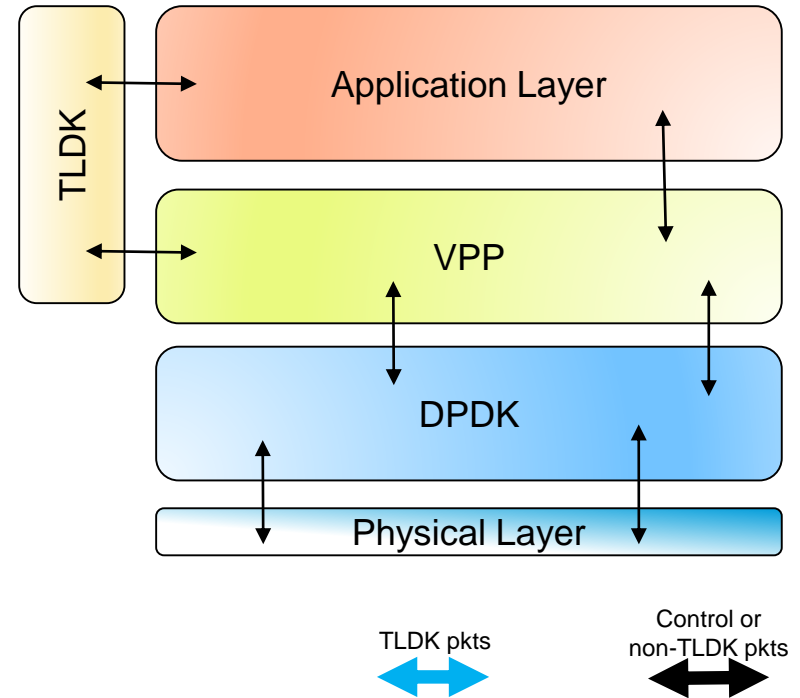 TLDK
Application Layer
VPP
DPDK
Physical Layer
TLDK pkts
Control or
non-TLDK pkts